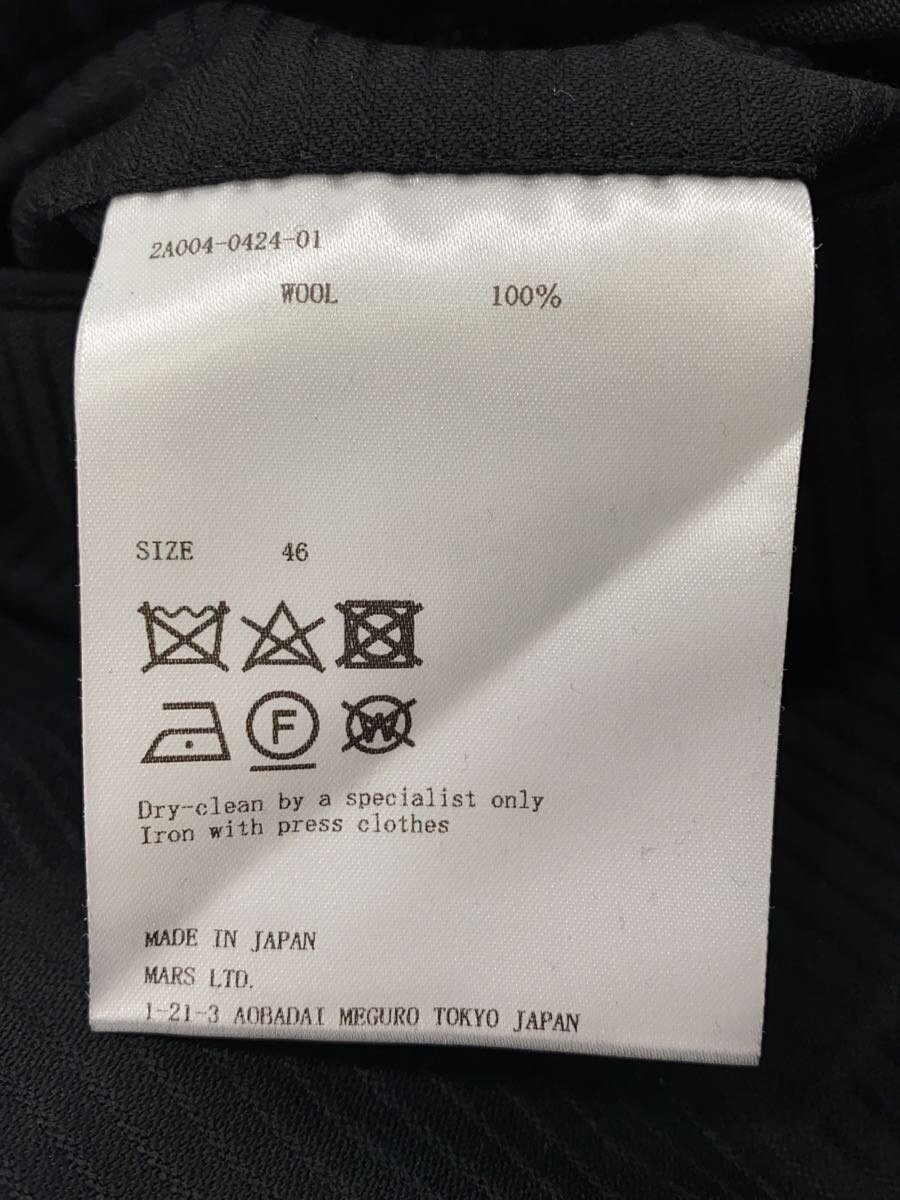 2A004-0424-01
WOOL 100%
SIZE 46
F W
Dry-clean by a specialist only
Iron with press clothes
MADE IN JAPAN
MARS LTD.
1-21-3 AOBADAI MEGURO TOKYO JAPAN